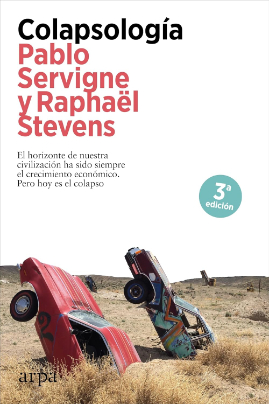 Colapsología
Pablo
Servigne
y Raphaël
Stevens
El horizonte de nuestra
civilización ha sido siempre
el crecimiento económico.
Pero hoy es el colapso
3ª
edición
arpa